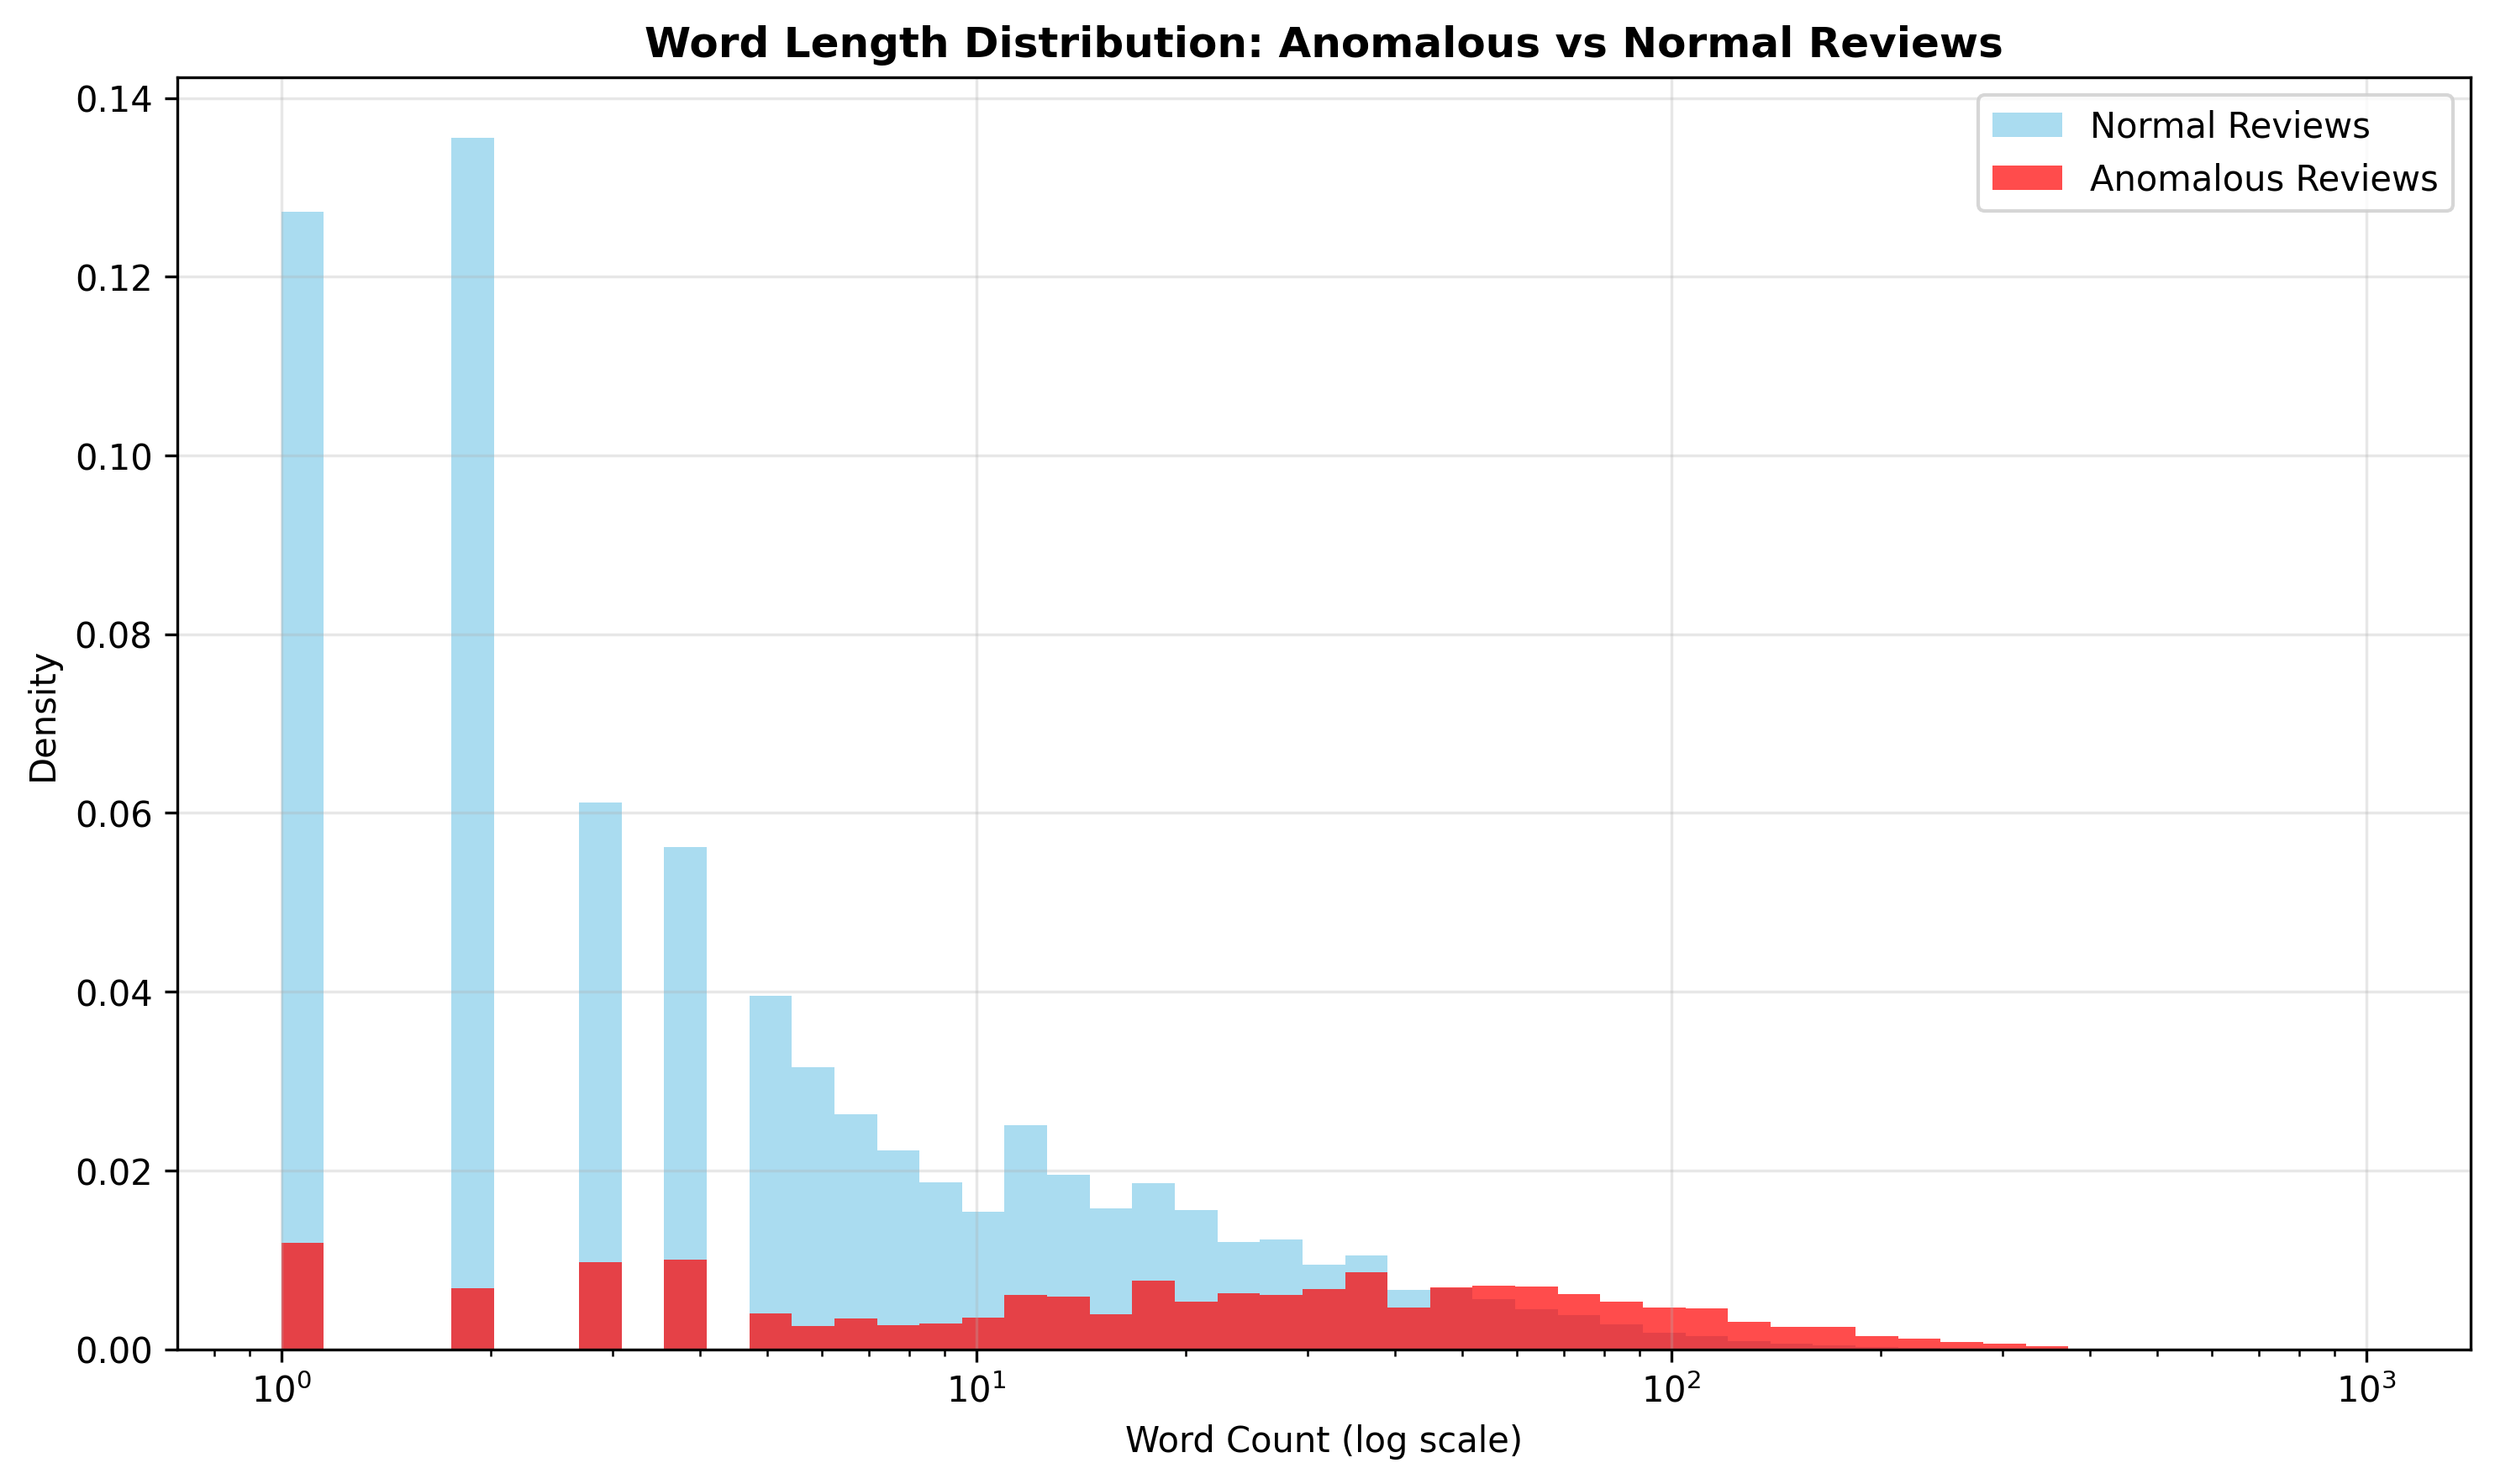 Word Length Distribution: Anomalous vs Normal Reviews
Normal Reviews
Anomalous Reviews
0.14
0.12
0.10
0.08
0.06
0.04
0.02
0.00
Density
10⁰ 10¹ 10² 10³
Word Count (log scale)